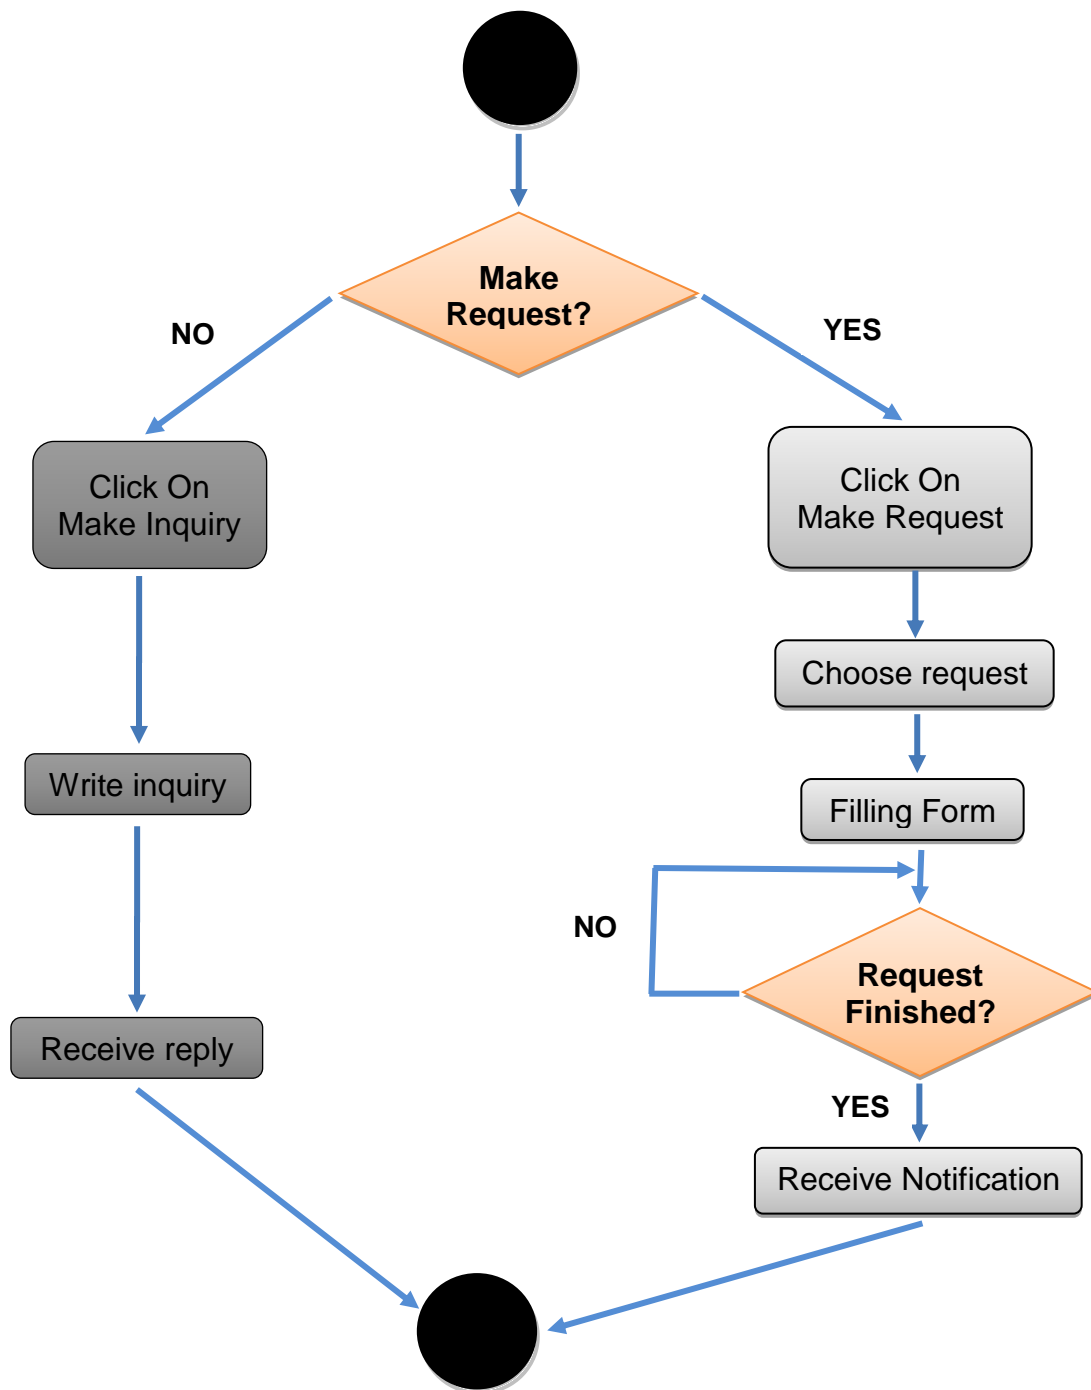 Make
Request?
NO
YES
Click On
Make Inquiry
Click On
Make Request
Choose request
Write inquiry
Filling Form
NO
Request
Finished?
Receive reply
YES
Receive Notification